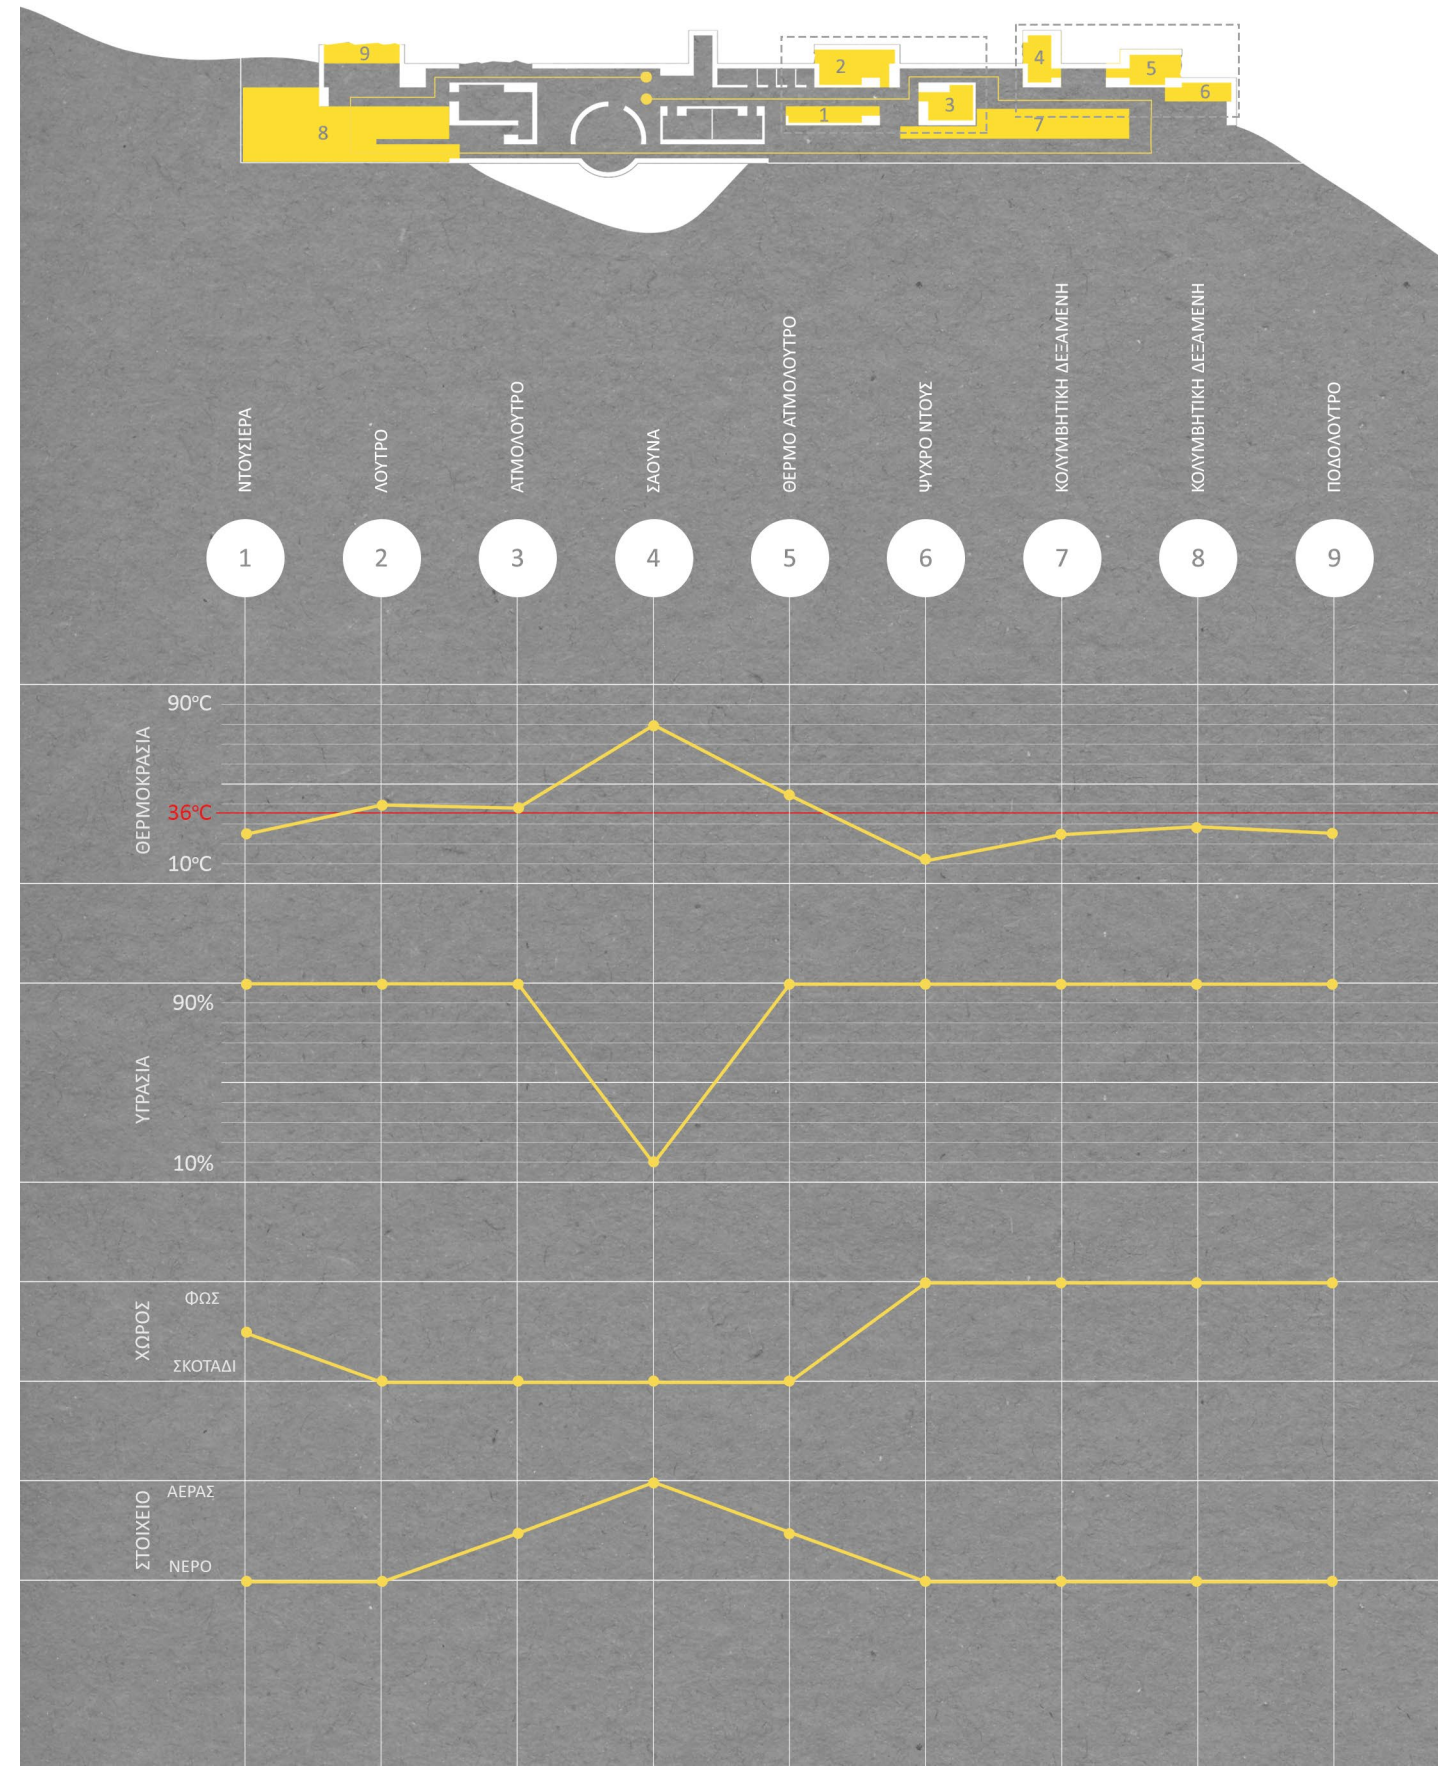 9
2
4
5
6
3
1
7
8
ΝΤΟΥΣΙΕΡΑ
ΛΟΥΤΡΟ
ΑΤΜΟΛΟΥΤΡΟ
ΣΑΟΥΝΑ
ΘΕΡΜΟ ΑΤΜΟΛΟΥΤΡΟ
ΨΥΧΡΟ ΝΤΟΥΣ
ΚΟΛΥΜΒΗΤΙΚΗ ΔΕΞΑΜΕΝΗ
ΚΟΛΥΜΒΗΤΙΚΗ ΔΕΞΑΜΕΝΗ
ΠΟΔΟΛΟΥΤΡΟ
1 2 3 4 5 6 7 8 9
ΘΕΡΜΟΚΡΑΣΙΑ
90°C
36°C
10°C
ΥΓΡΑΣΙΑ
90%
10%
ΧΩΡΟΣ
ΦΩΣ
ΣΚΟΤΑΔΙ
ΣΤΟΙΧΕΙΟ
ΑΕΡΑΣ
ΝΕΡΟ